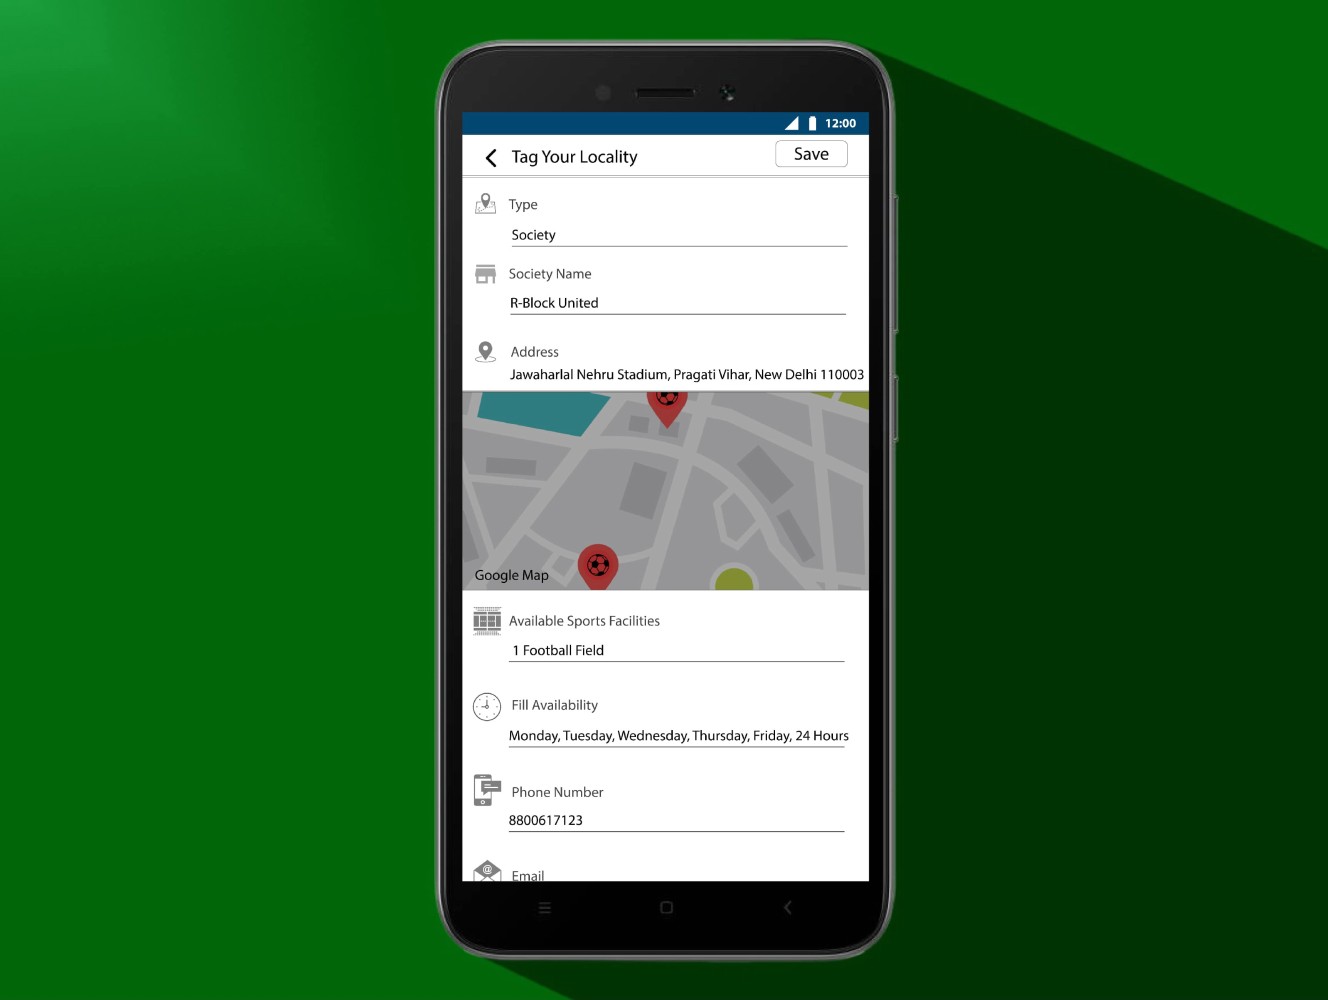 12:00
Tag Your Locality
Save
Type
Society
Society Name
R-Block United
Address
Jawaharlal Nehru Stadium, Pragati Vihar, New Delhi 110003
Google Map
Available Sports Facilities
1 Football Field
Fill Availability
Monday, Tuesday, Wednesday, Thursday, Friday, 24 Hours
Phone Number
8800617123
@
Email